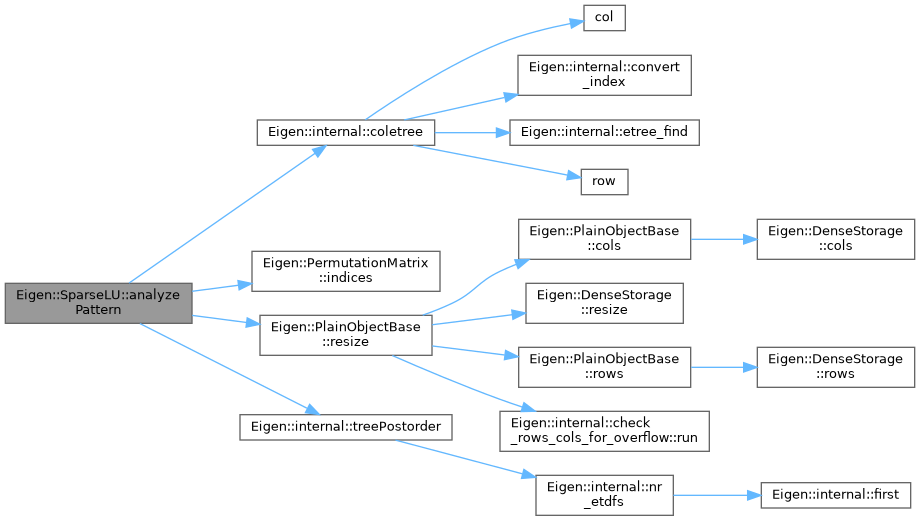 col
Eigen::internal::convert
_index
Eigen::internal::coletree
Eigen::internal::etree_find
row
Eigen::PlainObjectBase
::cols
Eigen::DenseStorage
::cols
Eigen::PermutationMatrix
::indices
Eigen::SparseLU::analyze
Pattern
Eigen::DenseStorage
::resize
Eigen::PlainObjectBase
::resize
Eigen::PlainObjectBase
::rows
Eigen::DenseStorage
::rows
Eigen::internal::treePostorder
Eigen::internal::check
_rows_cols_for_overflow::run
Eigen::internal::nr
_etdfs
Eigen::internal::first